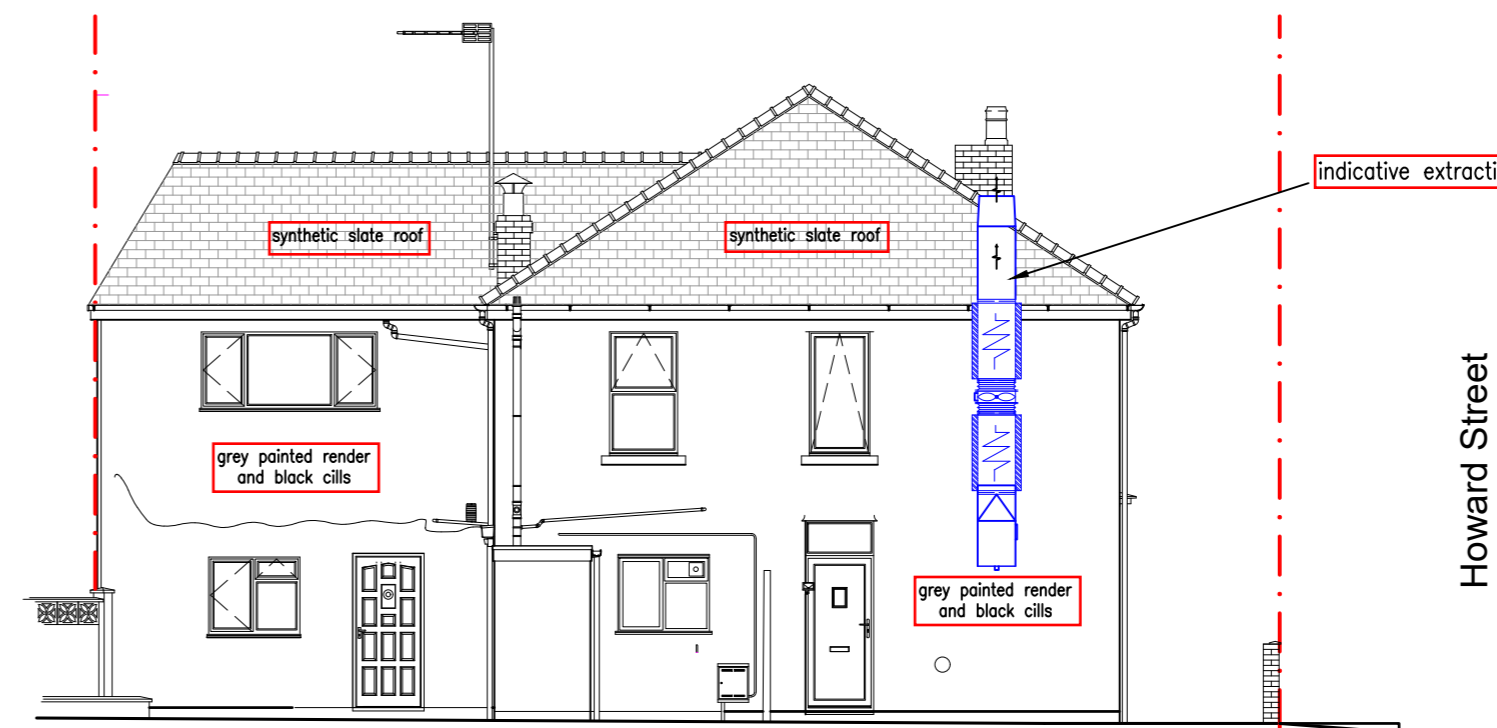 indicative extracti
synthetic slate roof
synthetic slate roof
grey painted render
and black cills
grey painted render
and black cills
Howard Street